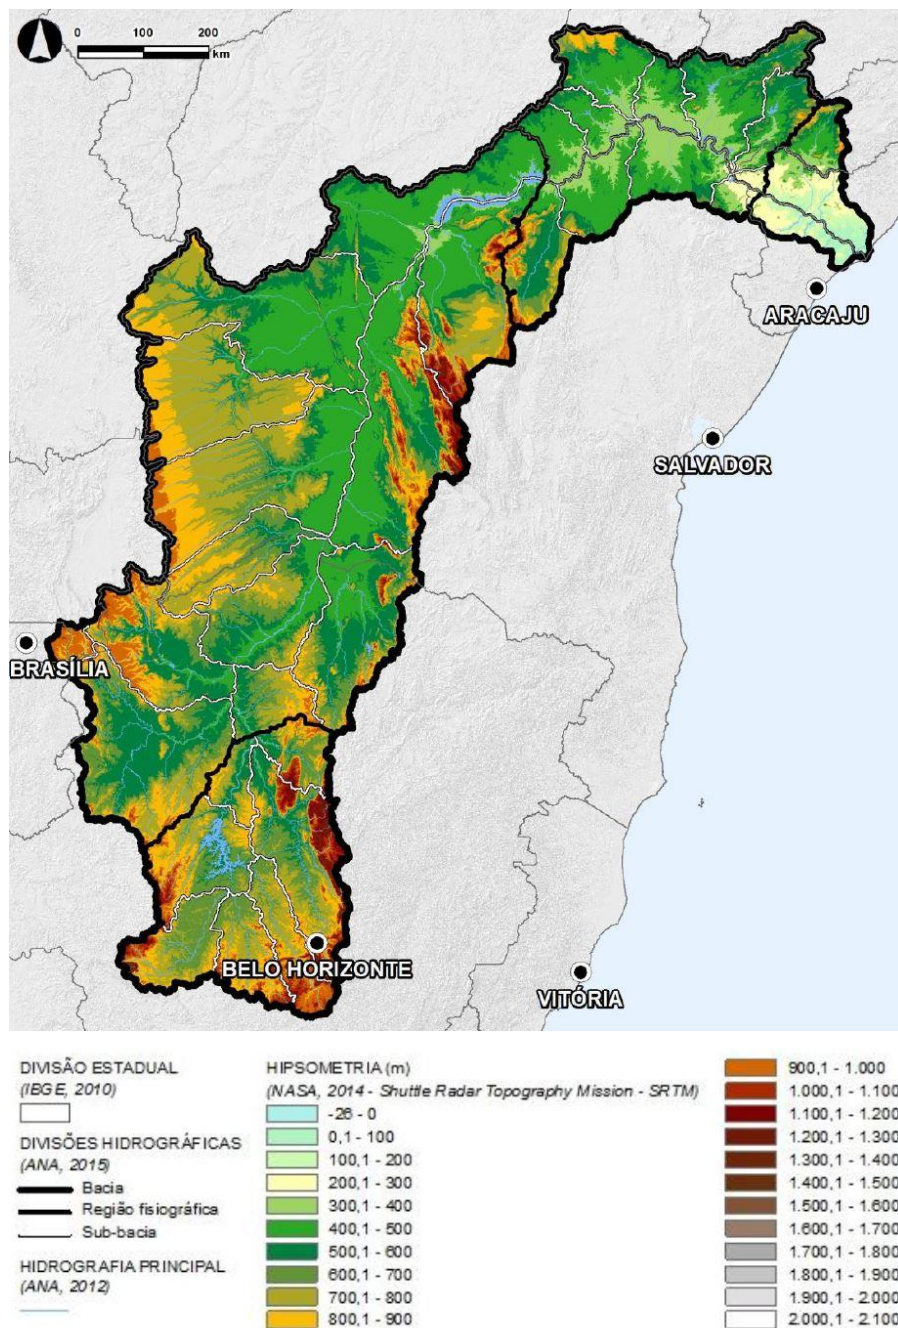 0 100 200
km
ARACAJU
SALVADOR
BRASÍLIA
BELO HORIZONTE
VITÓRIA
DIVISÃO ESTADUAL
(IBGE, 2010)
DIVISÕES HIDROGRÁFICAS
(ANA, 2015)
Bacia
Região fisiográfica
Sub-bacia
HIDROGRAFIA PRINCIPAL
(ANA, 2012)
HIPSOMETRIA (m)
(NASA, 2014 - Shuttle Radar Topography Mission - SRTM)
-26 - 0
0,1 - 100
100,1 - 200
200,1 - 300
300,1 - 400
400,1 - 500
500,1 - 600
600,1 - 700
700,1 - 800
800,1 - 900
900,1 - 1.000
1.000,1 - 1.100
1.100,1 - 1.200
1.200,1 - 1.300
1.300,1 - 1.400
1.400,1 - 1.500
1.500,1 - 1.600
1.600,1 - 1.700
1.700,1 - 1.800
1.800,1 - 1.900
1.900,1 - 2.000
2.000,1 - 2.100